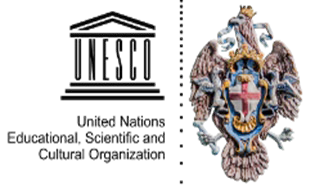 UNESCO
United Nations
Educational, Scientific and
Cultural Organization